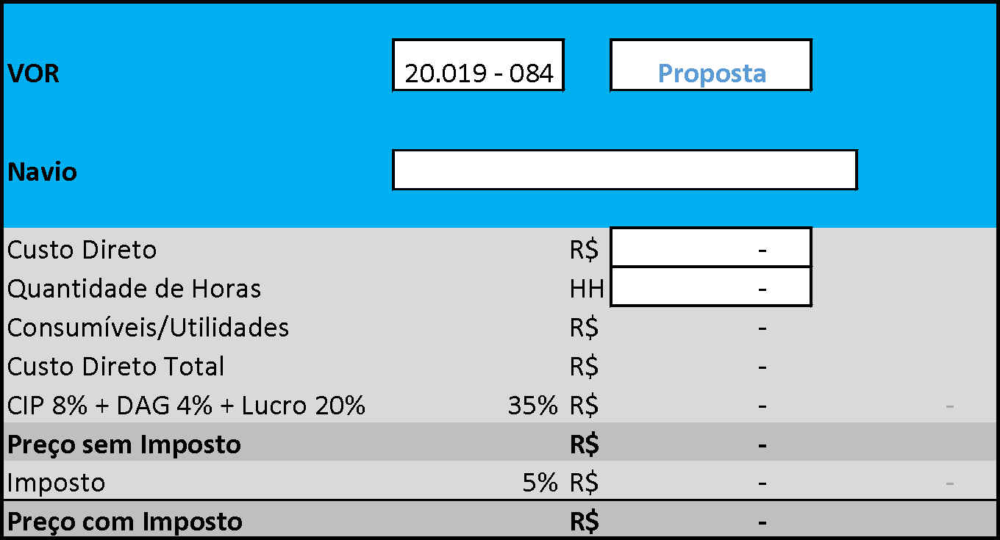 VOR 20.019 - 084 Proposta
Navio
Custo Direto R$ -
Quantidade de Horas HH -
Consumíveis/Utilidades R$ -
Custo Direto Total R$ -
CIP 8% + DAG 4% + Lucro 20% 35% R$ - -
Preço sem Imposto R$ -
Imposto 5% R$ - -
Preço com Imposto R$ -